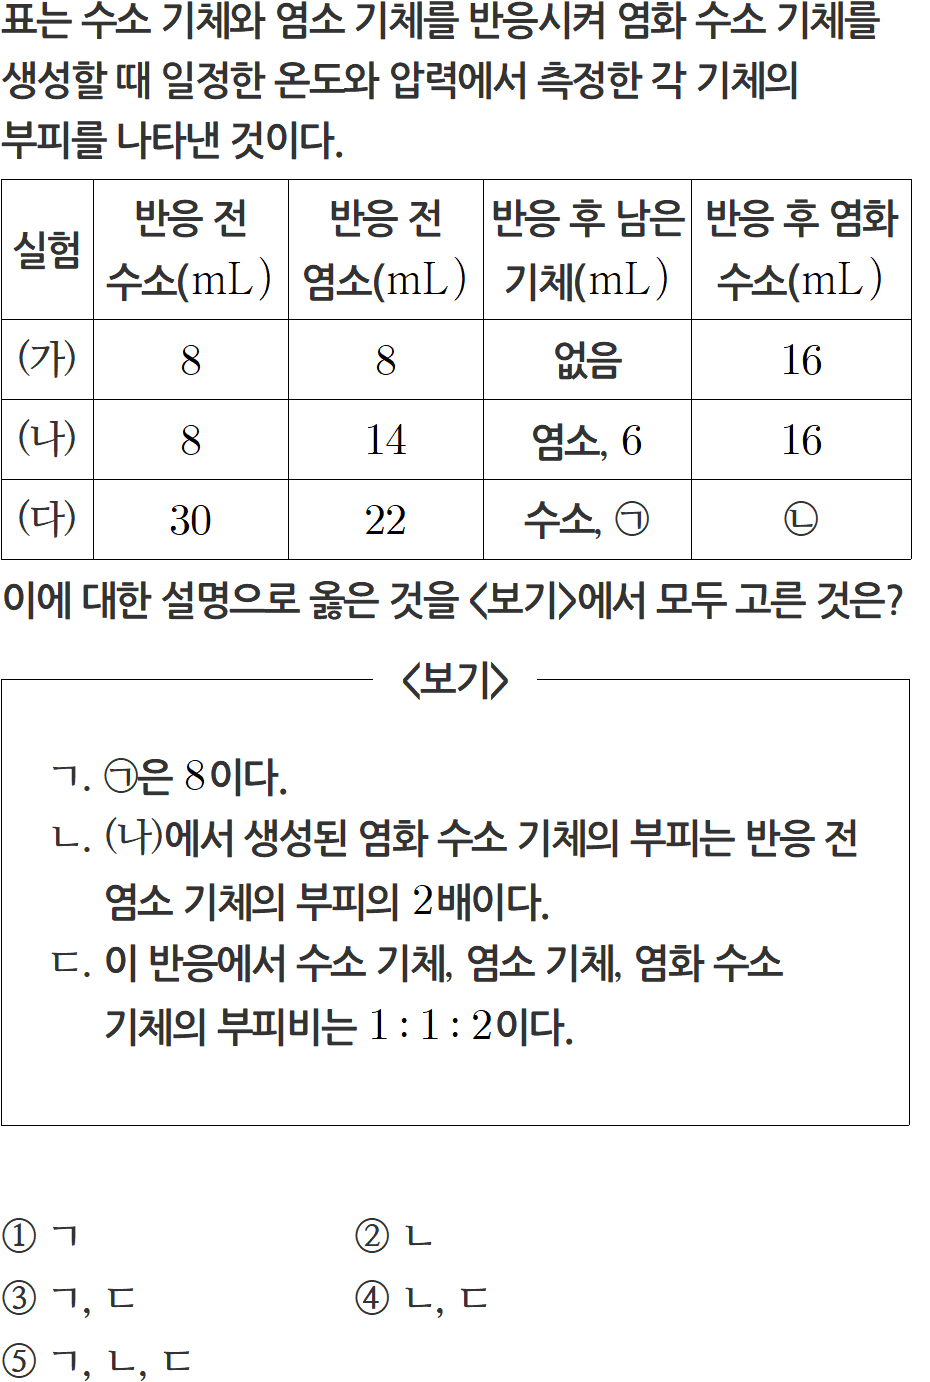 표는 수소 기체와 염소 기체를 반응시켜 염화 수소 기체를
생성할 때 일정한 온도와 압력에서 측정한 각 기체의
부피를 나타낸 것이다.
실험 반응 전 수소(mL) 반응 전 염소(mL) 반응 후 남은 기체(mL) 반응 후 염화 수소(mL)
(가) 8 8 없음 16
(나) 8 14 염소, 6 16
(다) 30 22 수소, ㉠ ㉡
이에 대한 설명으로 옳은 것을 <보기>에서 모두 고른 것은?
<보기>
ㄱ. ㉠은 8이다.
ㄴ. (나)에서 생성된 염화 수소 기체의 부피는 반응 전
염소 기체의 부피의 2배이다.
ㄷ. 이 반응에서 수소 기체, 염소 기체, 염화 수소
기체의 부피비는 1 : 1 : 2이다.
① ㄱ ② ㄴ
③ ㄱ, ㄷ ④ ㄴ, ㄷ
⑤ ㄱ, ㄴ, ㄷ